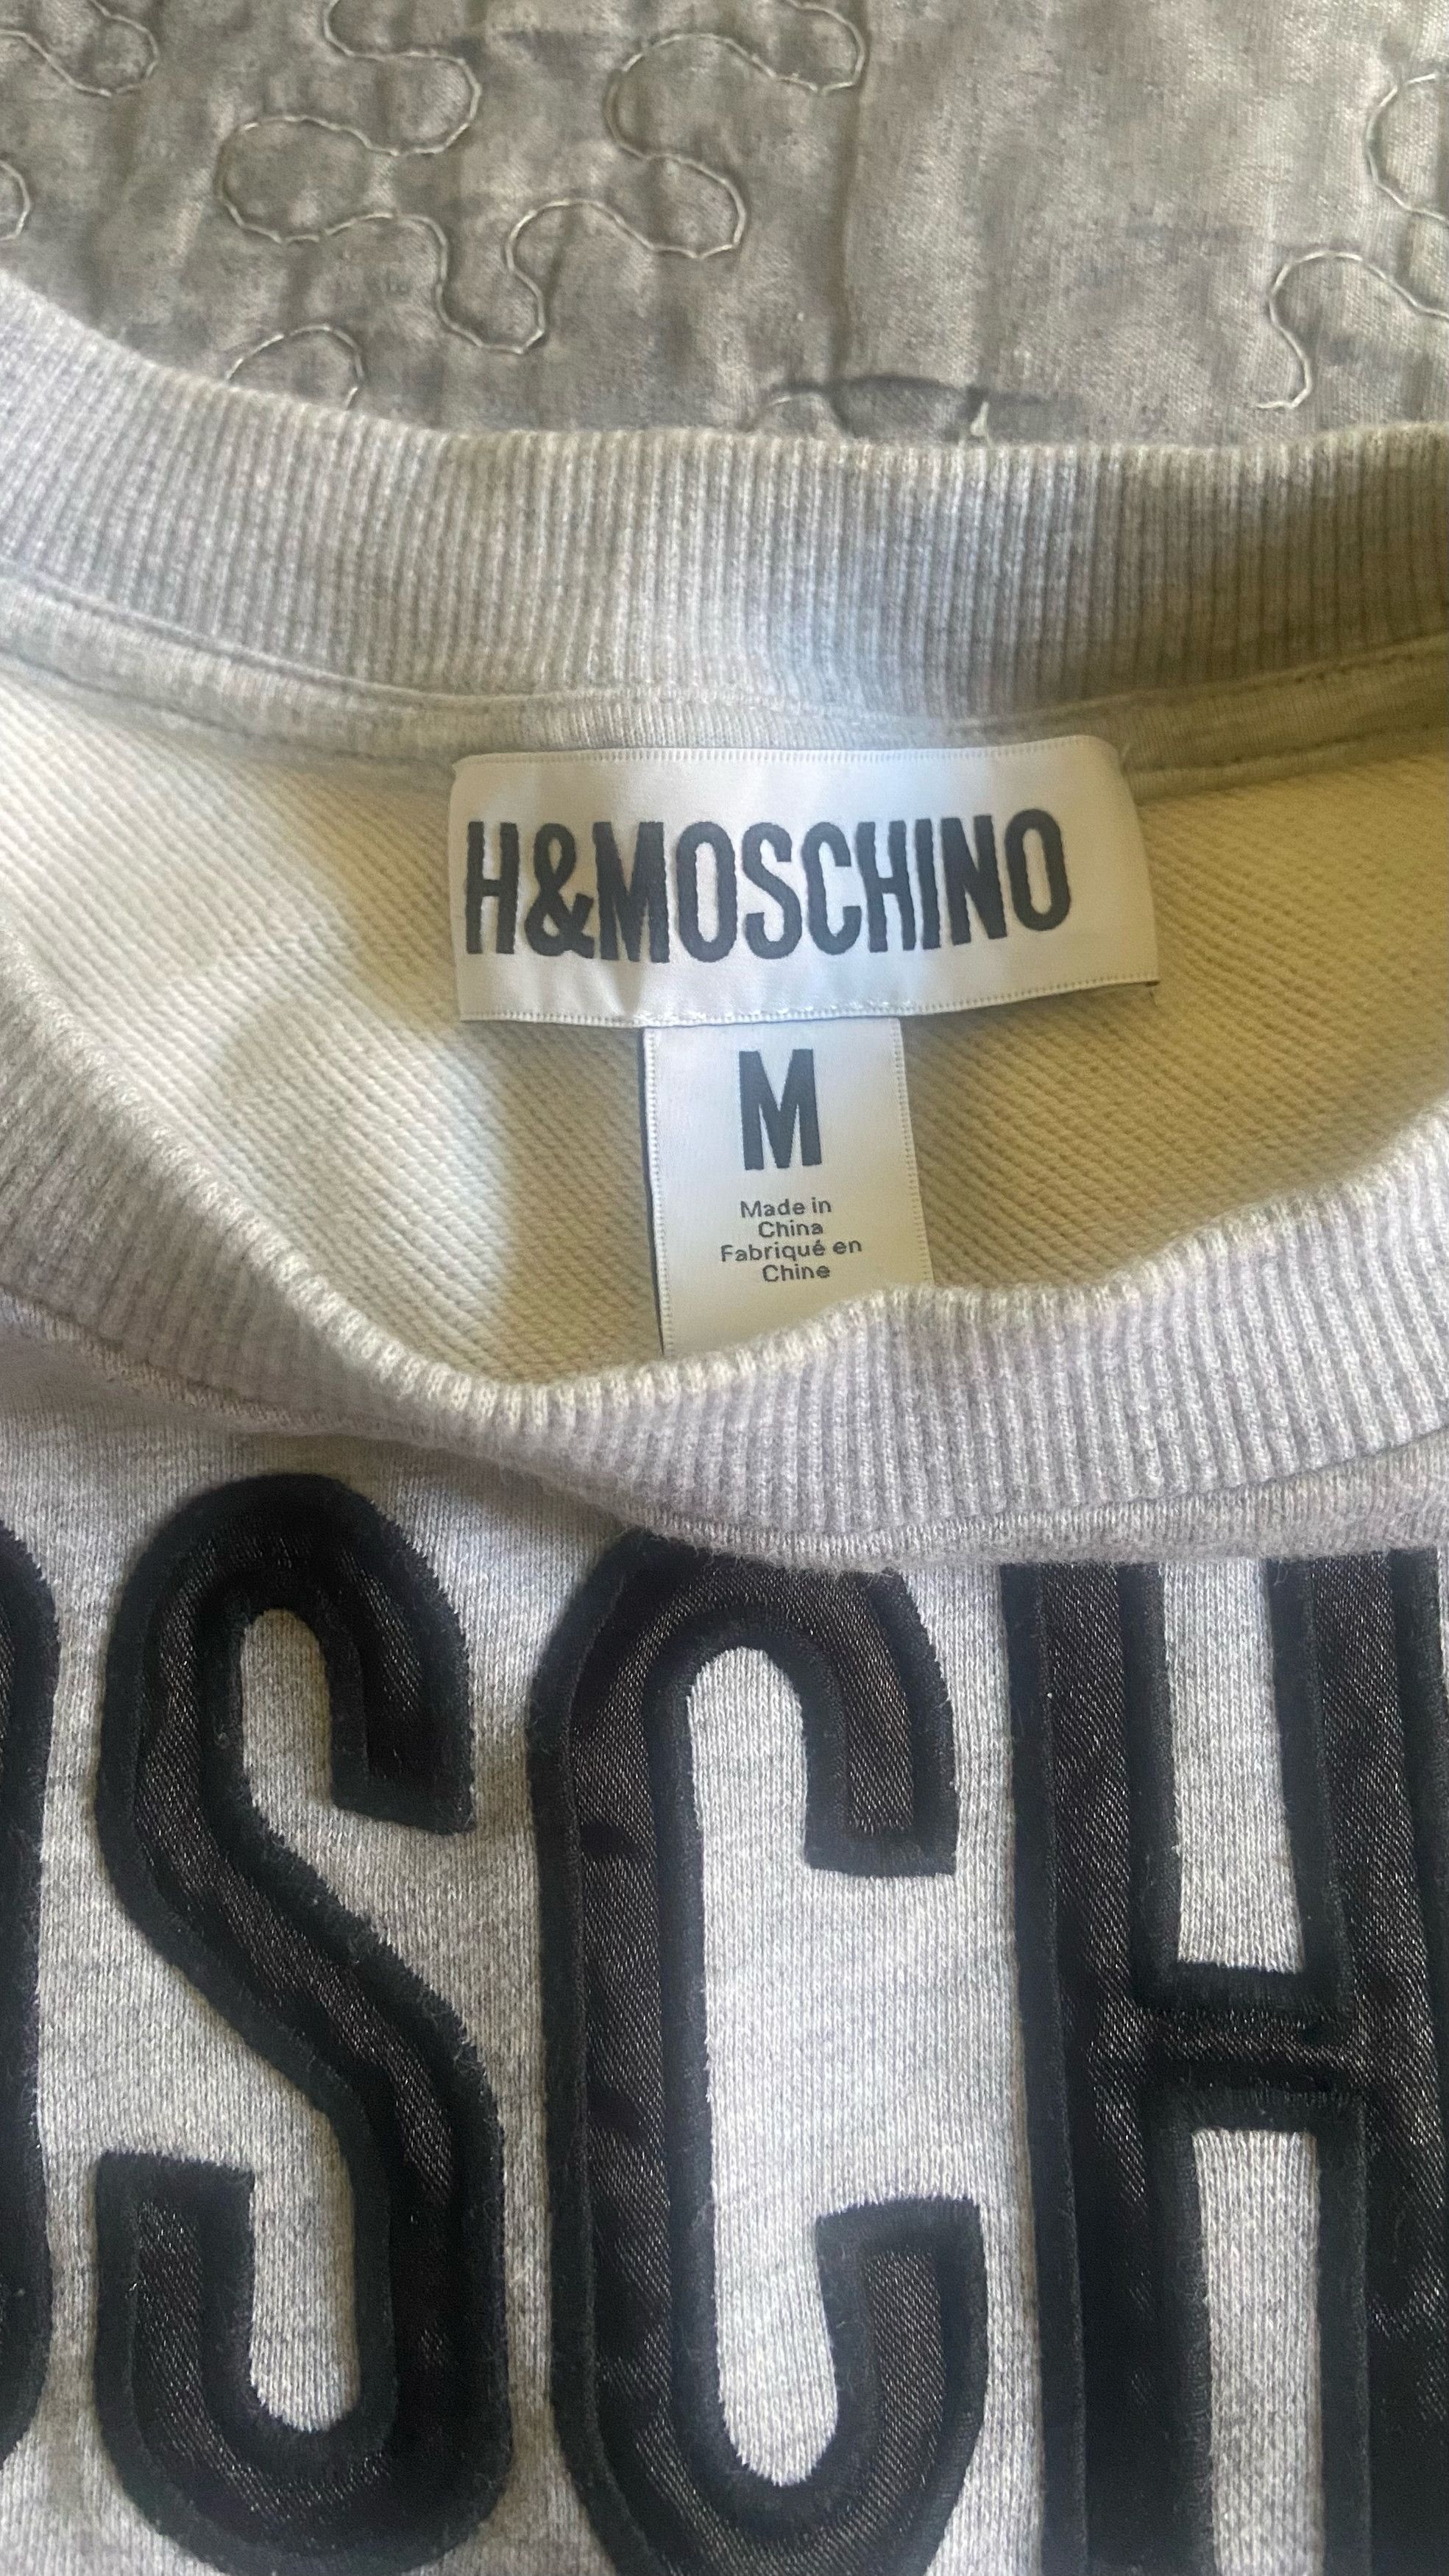 H&MOSCHINO
M
Made in
China
Fabriqué en
Chine
SCH